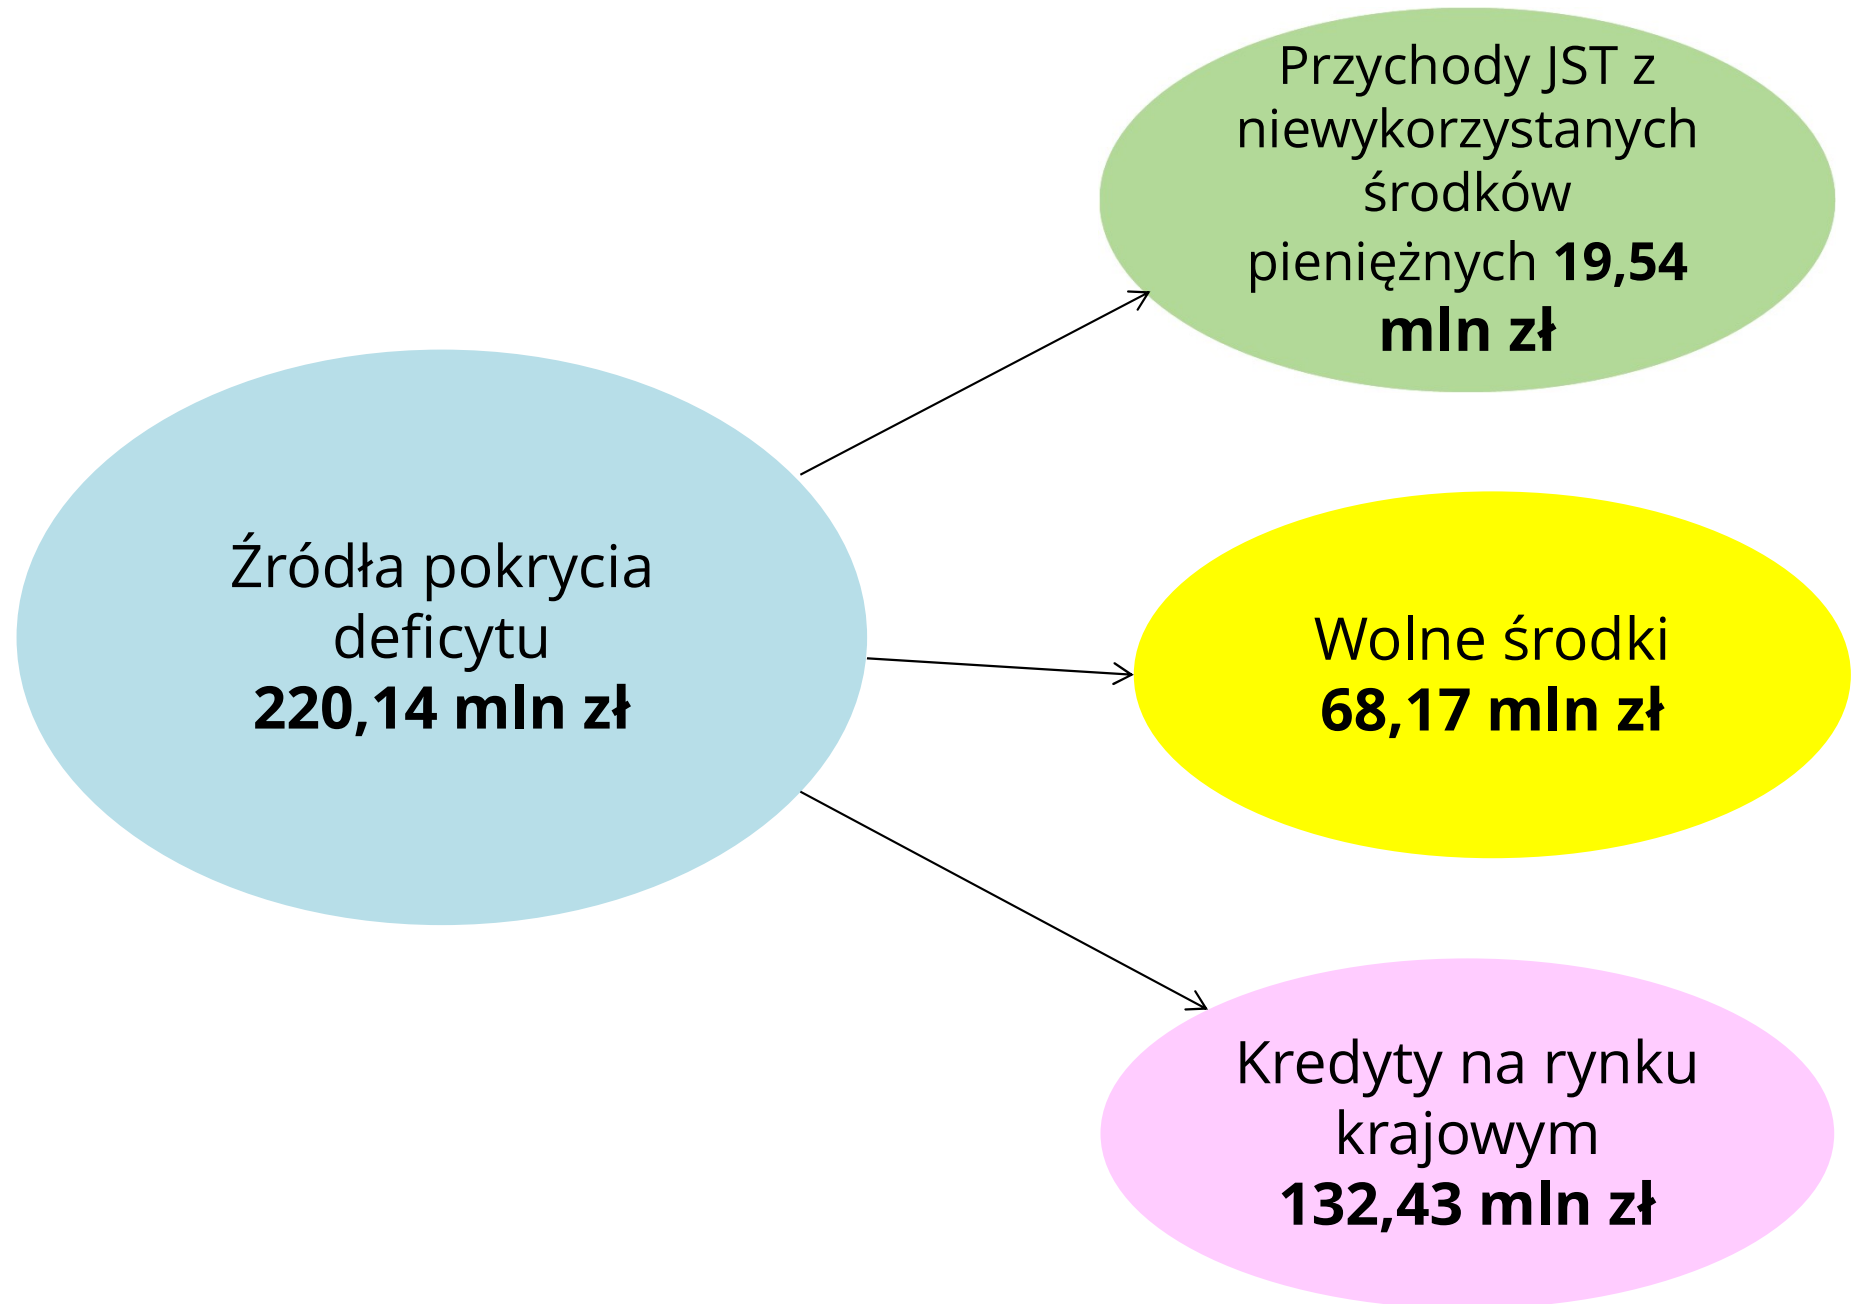 Przychody JST z
niewykorzystanych
środków
pieniężnych 19,54
mln zł
Źródła pokrycia
deficytu
220,14 mln zł
Wolne środki
68,17 mln zł
Kredyty na rynku
krajowym
132,43 mln zł